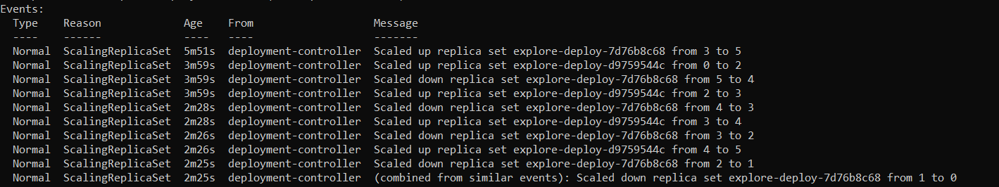 Events:
Type Reason Age From Message
---- ------ ---- ---- -------
Normal ScalingReplicaSet 5m51s deployment-controller Scaled up replica set explore-deploy-7d76b8c68 from 3 to 5
Normal ScalingReplicaSet 3m59s deployment-controller Scaled up replica set explore-deploy-d9759544c from 0 to 2
Normal ScalingReplicaSet 3m59s deployment-controller Scaled down replica set explore-deploy-7d76b8c68 from 5 to 4
Normal ScalingReplicaSet 3m59s deployment-controller Scaled up replica set explore-deploy-d9759544c from 2 to 3
Normal ScalingReplicaSet 2m28s deployment-controller Scaled down replica set explore-deploy-7d76b8c68 from 4 to 3
Normal ScalingReplicaSet 2m28s deployment-controller Scaled up replica set explore-deploy-d9759544c from 3 to 4
Normal ScalingReplicaSet 2m26s deployment-controller Scaled down replica set explore-deploy-7d76b8c68 from 3 to 2
Normal ScalingReplicaSet 2m26s deployment-controller Scaled up replica set explore-deploy-d9759544c from 4 to 5
Normal ScalingReplicaSet 2m25s deployment-controller Scaled down replica set explore-deploy-7d76b8c68 from 2 to 1
Normal ScalingReplicaSet 2m25s deployment-controller (combined from similar events): Scaled down replica set explore-deploy-7d76b8c68 from 1 to 0